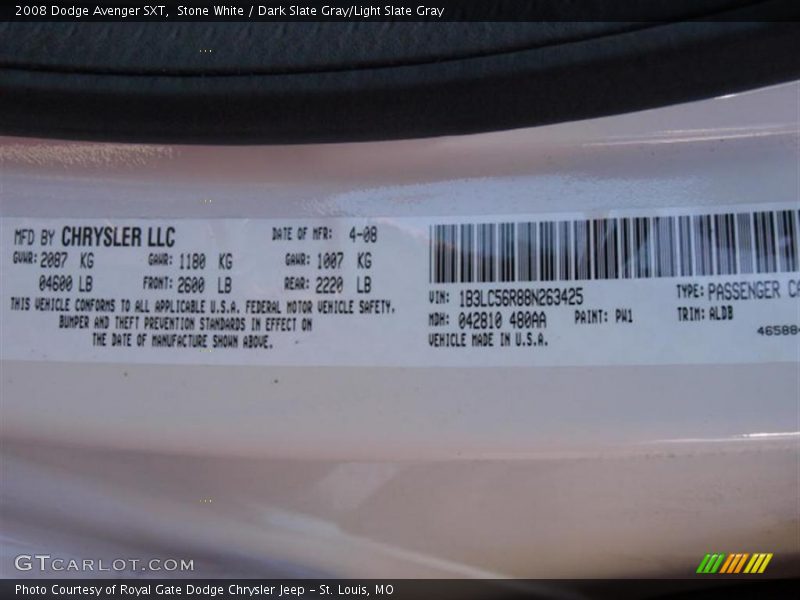 2008 Dodge Avenger SXT, Stone White / Dark Slate Gray/Light Slate Gray
MFD BY CHRYSLER LLC DATE OF MFR: 4-08
GVWR: 2087 KG GAWR: 1180 KG GAWR: 1007 KG
04600 LB FRONT: 2600 LB REAR: 2220 LB
THIS VEHICLE CONFORMS TO ALL APPLICABLE U.S.A. FEDERAL MOTOR VEHICLE SAFETY,
BUMPER AND THEFT PREVENTION STANDARDS IN EFFECT ON
THE DATE OF MANUFACTURE SHOWN ABOVE.
VIN: 1B3LC56R88N263425 TYPE: PASSENGER CA
MDH: 042810 480AA PAINT: PW1 TRIM: ALDB
VEHICLE MADE IN U.S.A. 46588
GTCARLOT.COM
Photo Courtesy of Royal Gate Dodge Chrysler Jeep - St. Louis, MO